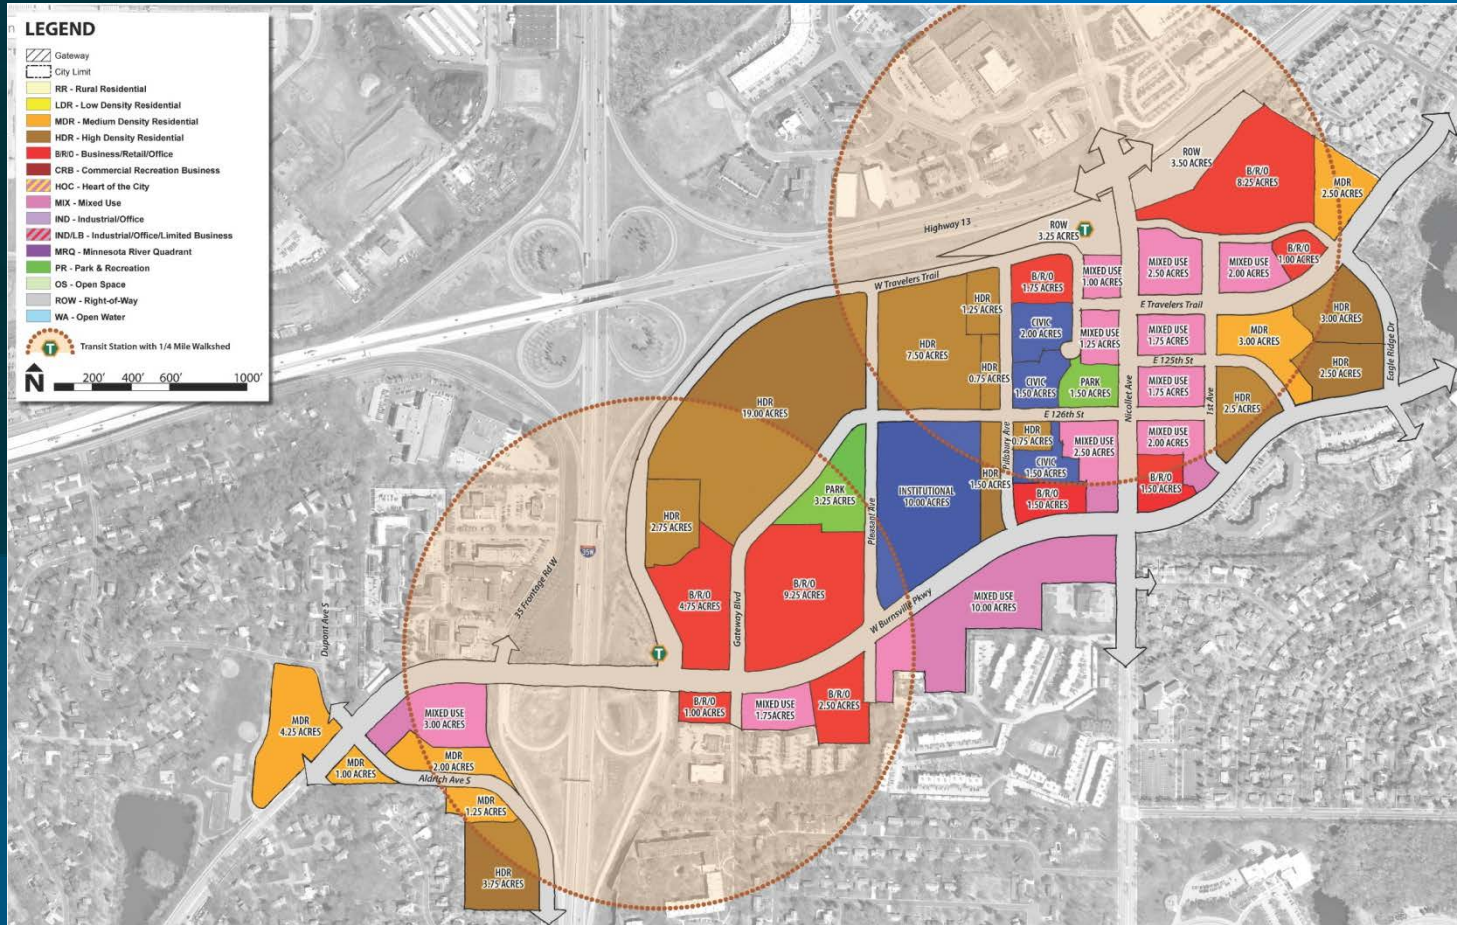 LEGEND
Gateway
City Limit
RR - Rural Residential
LDR - Low Density Residential
MDR - Medium Density Residential
HDR - High Density Residential
B/R/O - Business/Retail/Office
CRB - Commercial Recreation Business
HOC - Heart of the City
MIX - Mixed Use
IND - Industrial/Office
IND/LB - Industrial/Office/Limited Business
MRQ - Minnesota River Quadrant
PR - Park & Recreation
OS - Open Space
ROW - Right-of-Way
WA - Open Water
T
Transit Station with 1/4 Mile Walkshed
N
200' 400' 600' 1000'
ROW
3.50 ACRES
B/R/O
8.25 ACRES
MDR
2.50 ACRES
Highway 13
ROW
3.25 ACRES
T
W Travelers Trail
B/R/O
1.75 ACRES
MIXED USE
1.00 ACRES
MIXED USE
2.50 ACRES
MIXED USE
2.00 ACRES
B/R/O
1.00 ACRES
E Travelers Trail
HDR
1.25 ACRES
HDR
7.50 ACRES
HDR
0.75 ACRES
CIVIC
2.00 ACRES
MIXED USE
1.25 ACRES
MIXED USE
1.75 ACRES
MDR
3.00 ACRES
HDR
3.00 ACRES
HDR
2.50 ACRES
Eagle Ridge Dr
E 125th St
CIVIC
1.50 ACRES
PARK
1.50 ACRES
Nicollet Ave
MIXED USE
1.75 ACRES
1st Ave
HDR
2.5 ACRES
E 126th St
HDR
19.00 ACRES
Pillsbury Ave
HDR
0.75 ACRES
MIXED USE
2.50 ACRES
MIXED USE
2.00 ACRES
CIVIC
1.50 ACRES
HDR
1.50 ACRES
B/R/O
1.50 ACRES
B/R/O
1.50 ACRES
PARK
3.25 ACRES
Pleasant Ave
INSTITUTIONAL
10.00 ACRES
HDR
2.75 ACRES
35W
35 Frontage Rd W
B/R/O
4.75 ACRES
Gateway Blvd
B/R/O
9.25 ACRES
W Burnsville Pkwy
MIXED USE
10.00 ACRES
Dupont Ave S
T
B/R/O
1.00 ACRES
MIXED USE
1.75ACRES
B/R/O
2.50 ACRES
MDR
4.25 ACRES
MIXED USE
3.00 ACRES
MDR
1.00 ACRES
MDR
2.00 ACRES
Aldrich Ave S
MDR
1.25 ACRES
HDR
3.75 ACRES